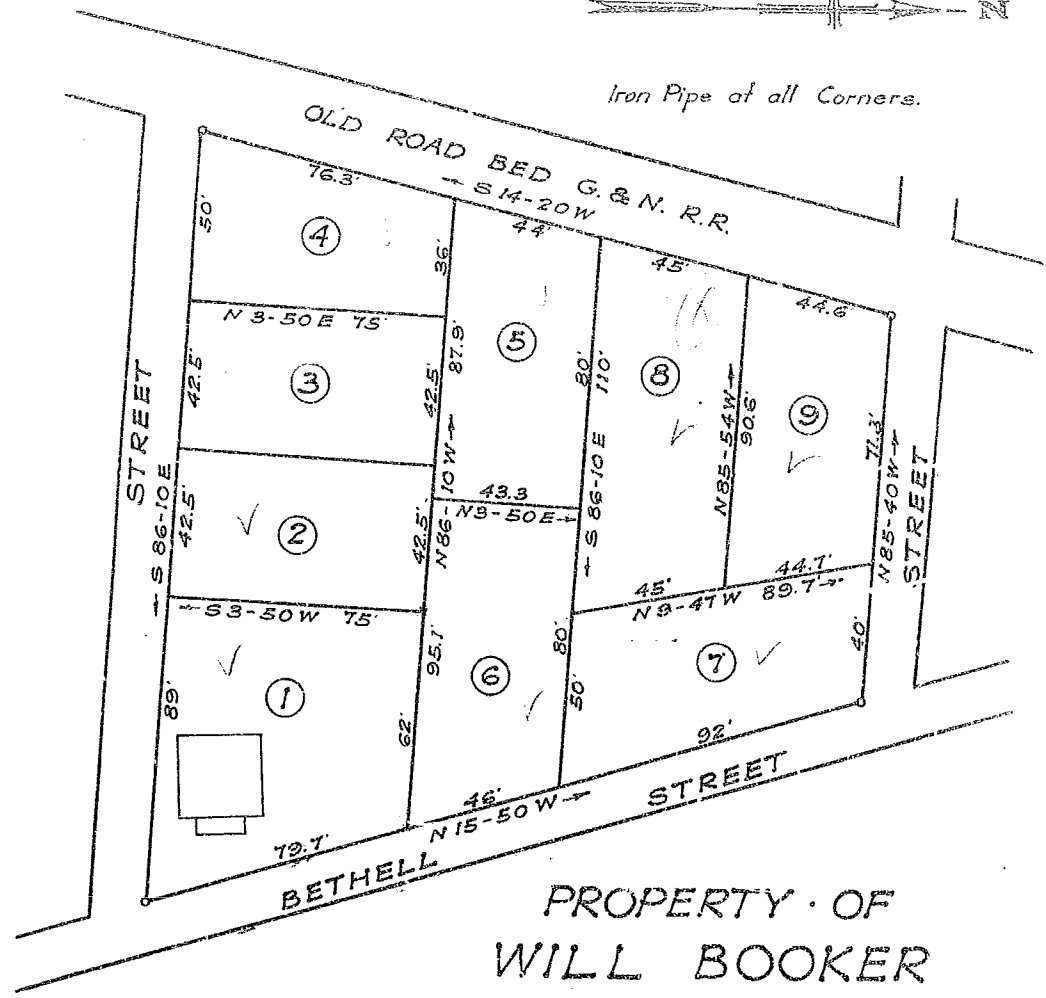 N
Iron Pipe at all Corners.
OLD ROAD BED G. & N. R.R.
← S 14-20 W
76.3'
44'
45'
44.6'
50'
4
36'
N 3-50 E 75'
5
87.9'
80'
110'
8
N 85-54 W →
90.6'
9
71.3'
N 85-40 W →
STREET
STREET
← S 86-10 E
42.5'
3
42.5'
N 86-10 W →
43.3
N 3-50 E →
← S 86-10 E
42.5'
2
42.5'
45'
44.7'
N 9-47 W 89.7 →
← S 3-50 W 75'
89'
1
62'
95.1'
6
80'
50'
7
40'
79.7'
46'
92'
N 15-50 W →
BETHELL STREET
PROPERTY · OF
WILL BOOKER